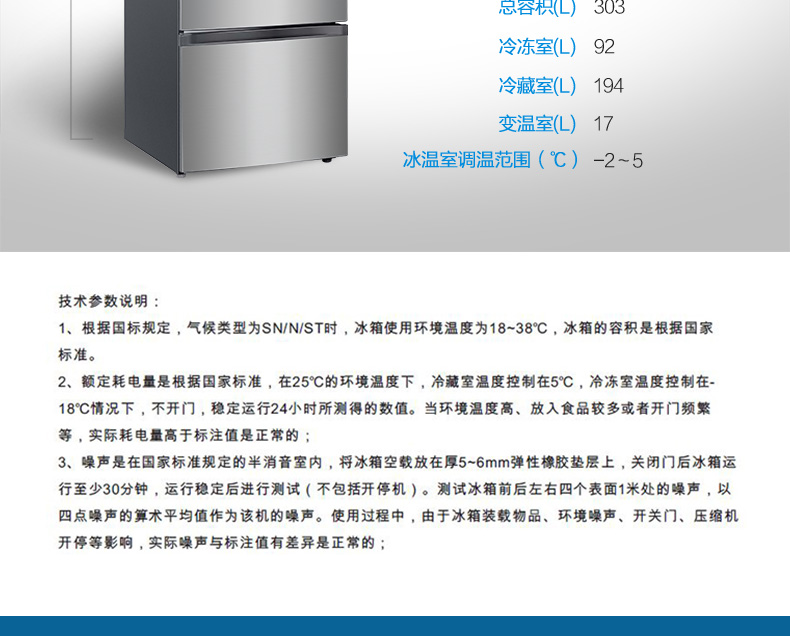 总容积(L) 303
冷冻室(L) 92
冷藏室(L) 194
变温室(L) 17
冰温室调温范围（℃） -2~5
技术参数说明：
1、根据国标规定，气候类型为SN/N/ST时，冰箱使用环境温度为18~38℃，冰箱的容积是根据国家
标准。
2、额定耗电量是根据国家标准，在25℃的环境温度下，冷藏室温度控制在5℃，冷冻室温度控制在-
18℃情况下，不开门，稳定运行24小时所测得的数值。当环境温度高、放入食品较多或者开门频繁
等，实际耗电量高于标注值是正常的；
3、噪声是在国家标准规定的半消音室内，将冰箱空载放在厚5~6mm弹性橡胶垫层上，关闭门后冰箱运
行至少30分钟，运行稳定后进行测试（不包括开停机）。测试冰箱前后左右四个表面1米处的噪声，以
四点噪声的算术平均值作为该机的噪声。使用过程中，由于冰箱装载物品、环境噪声、开关门、压缩机
开停等影响，实际噪声与标注值有差异是正常的；